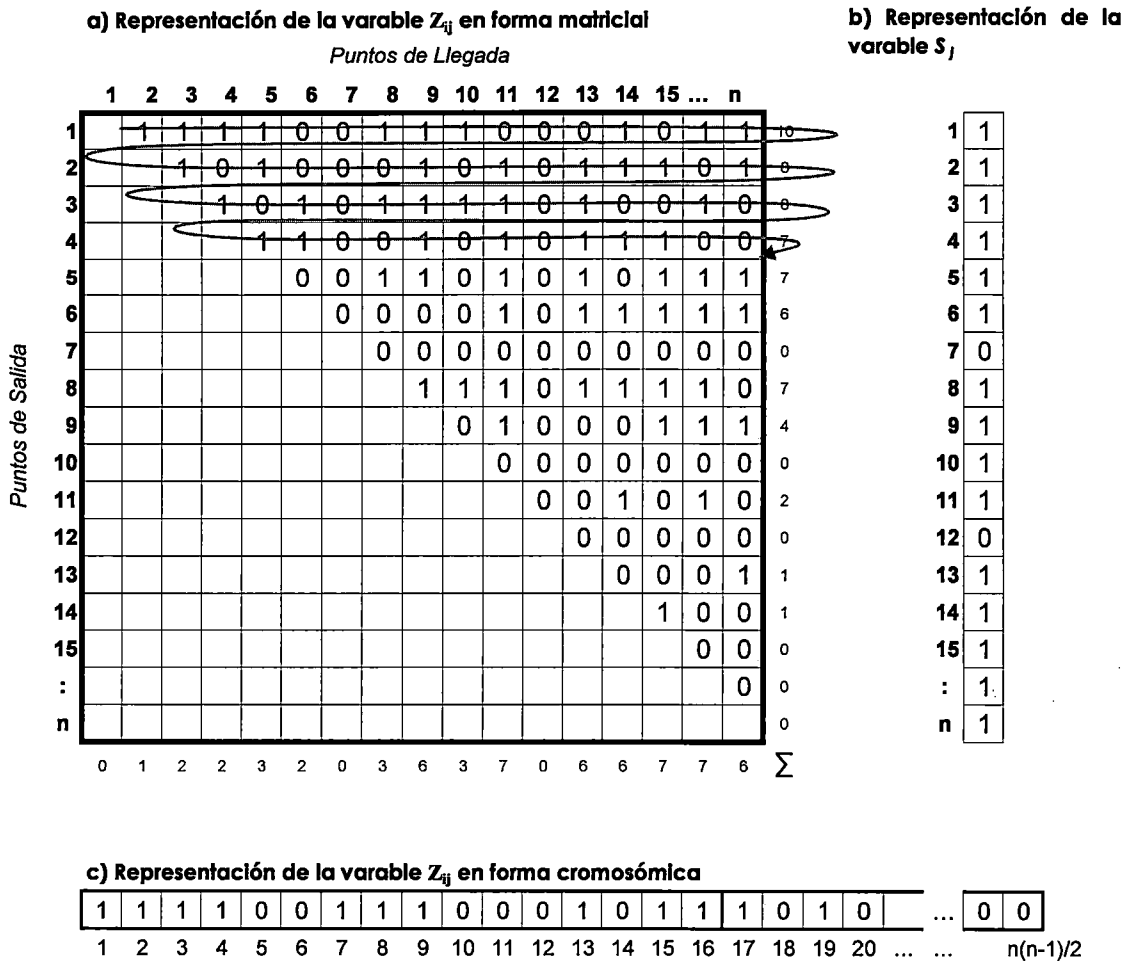 a) Representación de la varable Zij en forma matricial
b) Representación de la
varable Sj
Puntos de Llegada
1 2 3 4 5 6 7 8 9 10 11 12 13 14 15 ... n
Puntos de Salida
1 1 1 1 1 0 0 1 1 1 0 0 0 1 0 1 1 10 1 1
2 1 0 1 0 0 0 1 0 1 0 1 1 1 0 1 8 2 1
3 1 0 1 0 1 1 1 1 0 1 0 0 1 0 8 3 1
4 1 1 0 0 1 0 1 0 1 1 1 0 0 7 4 1
5 0 0 1 1 0 1 0 1 0 1 1 1 7 5 1
6 0 0 0 0 1 0 1 1 1 1 1 6 6 1
7 0 0 0 0 0 0 0 0 0 0 0 7 0
8 1 1 1 0 1 1 1 1 0 7 8 1
9 0 1 0 0 0 1 1 1 4 9 1
10 0 0 0 0 0 0 0 0 10 1
11 0 0 1 0 1 0 2 11 1
12 0 0 0 0 0 0 12 0
13 0 0 0 1 1 13 1
14 1 0 0 1 14 1
15 0 0 0 15 1
: 0 0 : 1
n 0 n 1
0 1 2 2 3 2 0 3 6 3 7 0 6 6 7 7 6 Σ
c) Representación de la varable Zij en forma cromosómica
1 1 1 1 0 0 1 1 1 0 0 0 1 0 1 1 1 0 1 0 ... 0 0
1 2 3 4 5 6 7 8 9 10 11 12 13 14 15 16 17 18 19 20 ... ... n(n-1)/2